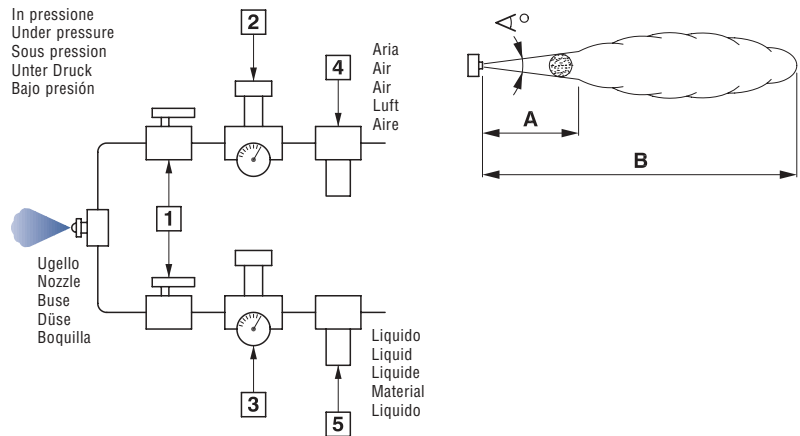 In pressione
Under pressure
Sous pression
Unter Druck
Bajo presión
2
4
Aria
Air
Air
Luft
Aire
1
Ugello
Nozzle
Buse
Düse
Boquilla
3
5
Liquido
Liquid
Liquide
Material
Liquido
A°
A
B